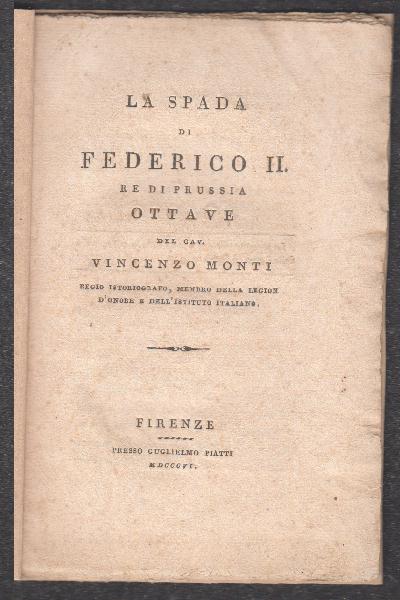 LA SPADA
DI
FEDERICO II.
RE DI PRUSSIA
OTTAVE
DEL CAV.
VINCENZO MONTI
REGIO ISTORIOGRAFO, MEMBRO DELLA LEGION
D'ONORE E DELL'ISTITUTO ITALIANO.
FIRENZE
PRESSO GUGLIELMO PIATTI
MDCCCVI.